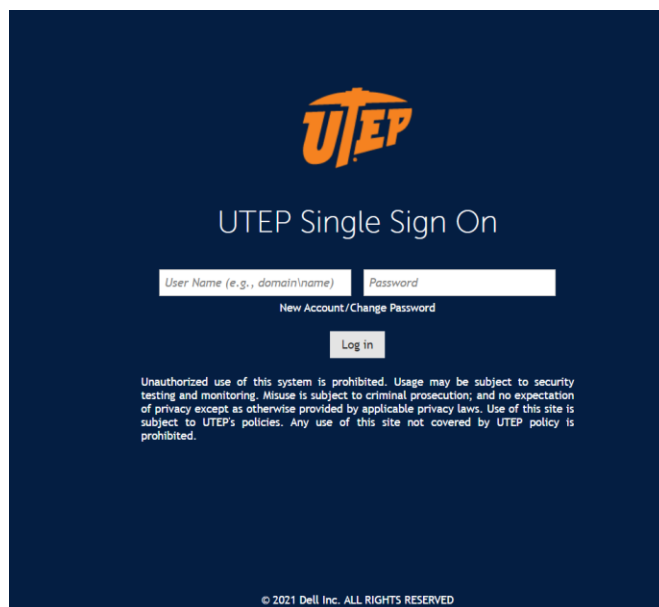 UTEP
UTEP Single Sign On
User Name (e.g., domain\name) Password
New Account/Change Password
Log in
Unauthorized use of this system is prohibited. Usage may be subject to security
testing and monitoring. Misuse is subject to criminal prosecution; and no expectation
of privacy except as otherwise provided by applicable privacy laws. Use of this site is
subject to UTEP's policies. Any use of this site not covered by UTEP policy is
prohibited.
© 2021 Dell Inc. ALL RIGHTS RESERVED